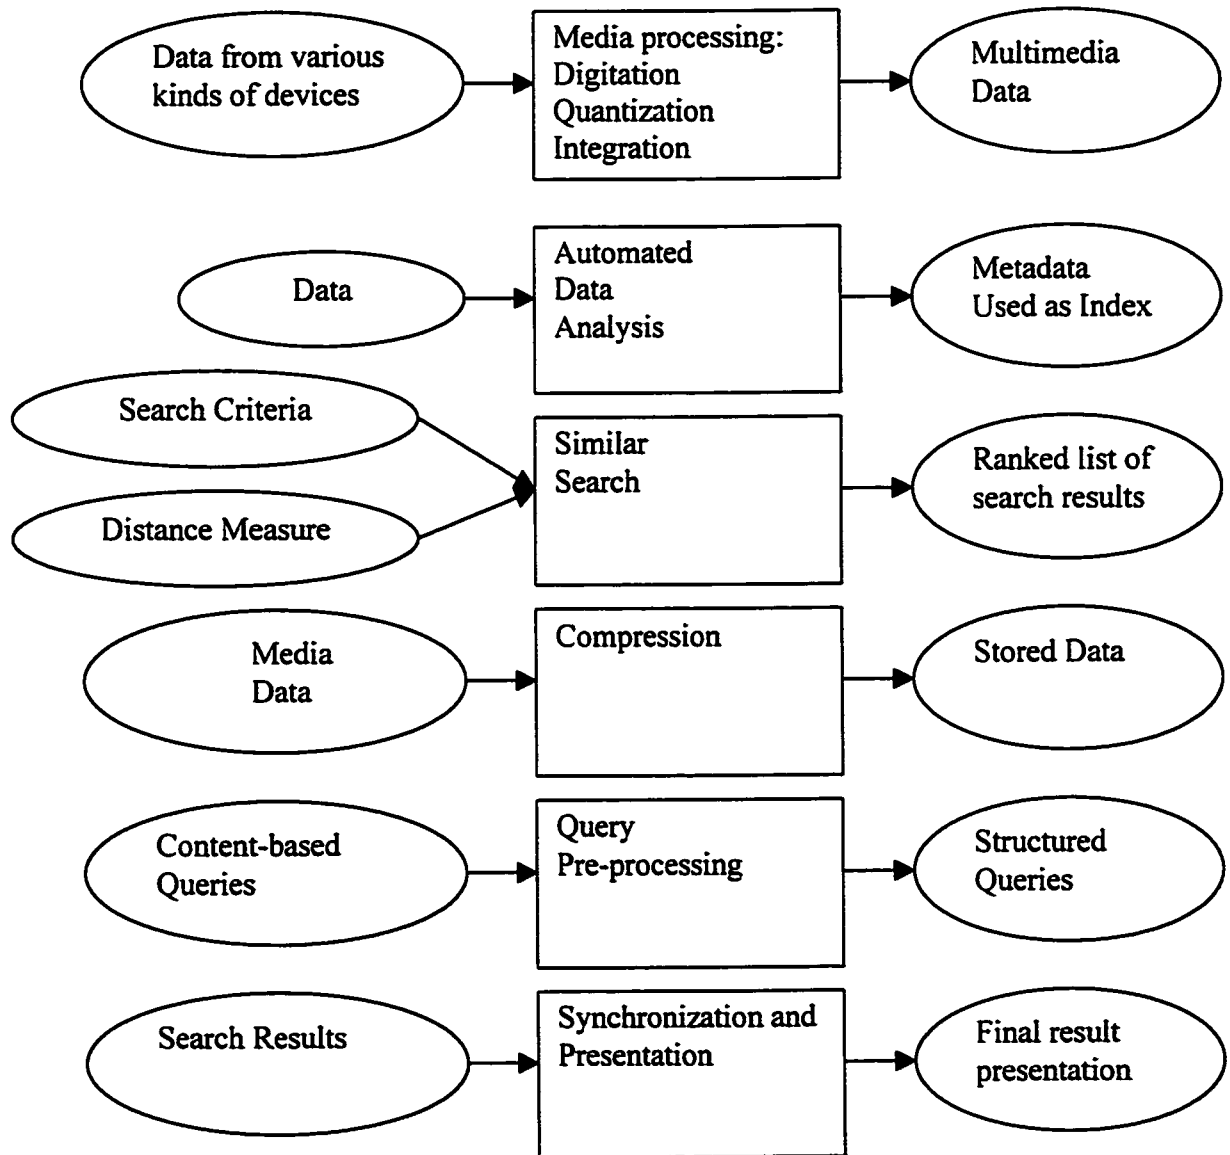 Data from various
kinds of devices
Media processing:
Digitation
Quantization
Integration
Multimedia
Data
Data
Automated
Data
Analysis
Metadata
Used as Index
Search Criteria
Distance Measure
Similar
Search
Ranked list of
search results
Media
Data
Compression
Stored Data
Content-based
Queries
Query
Pre-processing
Structured
Queries
Search Results
Synchronization and
Presentation
Final result
presentation